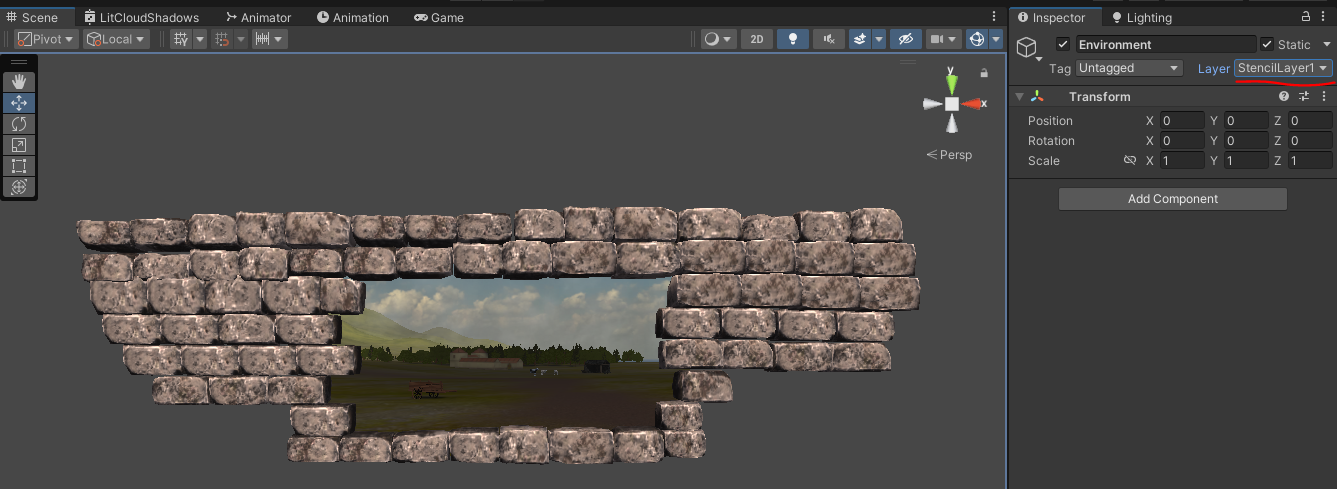 Scene LitCloudShadows Animator Animation Game
Pivot Local 2D
y
x
Persp
Inspector Lighting
Environment Static
Tag Untagged Layer StencilLayer1
Transform
Position X 0 Y 0 Z 0
Rotation X 0 Y 0 Z 0
Scale X 1 Y 1 Z 1
Add Component